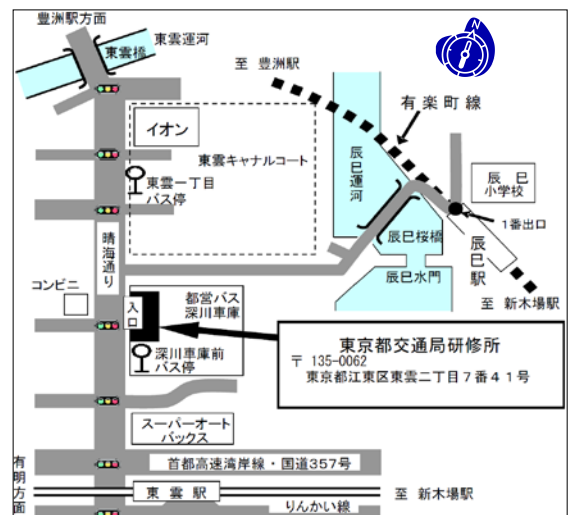 豊洲駅方面
東雲運河
東雲橋
至 豊洲駅
有楽町線
イオン
東雲キャナルコート
辰巳運河
辰巳
小学校
東雲一丁目
バス停
1番出口
辰巳桜橋
辰巳駅
晴海通り
辰巳水門
コンビニ
入口
都営バス
深川車庫
至 新木場駅
深川車庫前
バス停
東京都交通局研修所
〒 135-0062
東京都江東区東雲二丁目7番41号
スーパーオート
バックス
有明方面
首都高速湾岸線・国道357号
東雲駅
至 新木場駅
りんかい線